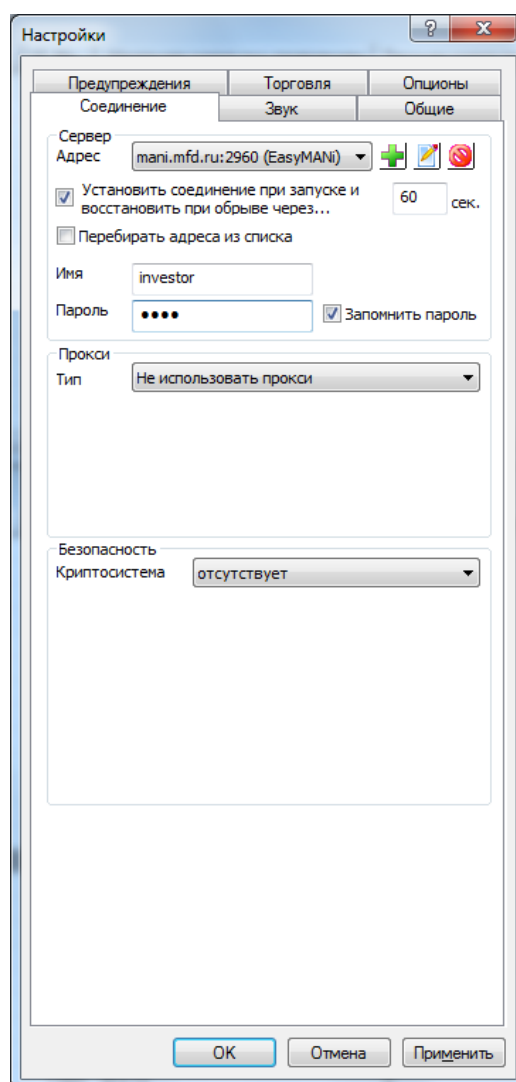 Настройки
Предупреждения Торговля Опционы
Соединение Звук Общие
Сервер
Адрес mani.mfd.ru:2960 (EasyMANi)
Установить соединение при запуске и
восстановить при обрыве через... 60 сек.
Перебирать адреса из списка
Имя investor
Пароль ●●●● Запомнить пароль
Прокси
Тип Не использовать прокси
Безопасность
Криптосистема отсутствует
OK Отмена Применить